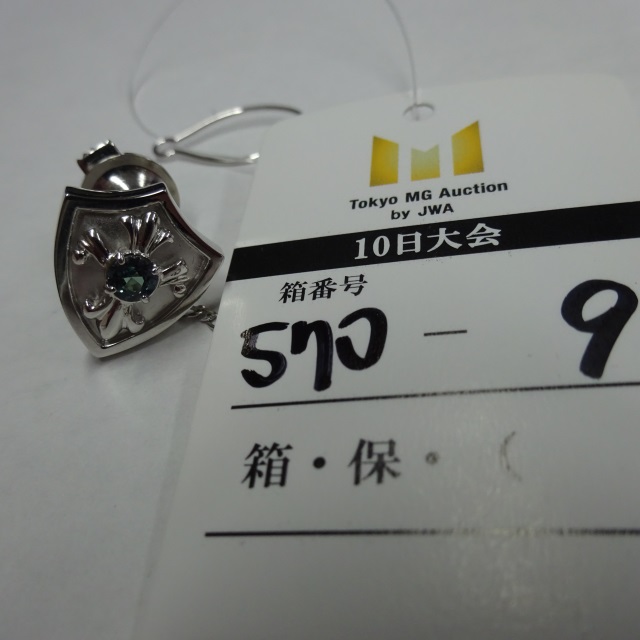 Tokyo MG Auction
by JWA
10日大会
箱番号
570 - 9
箱・保・（